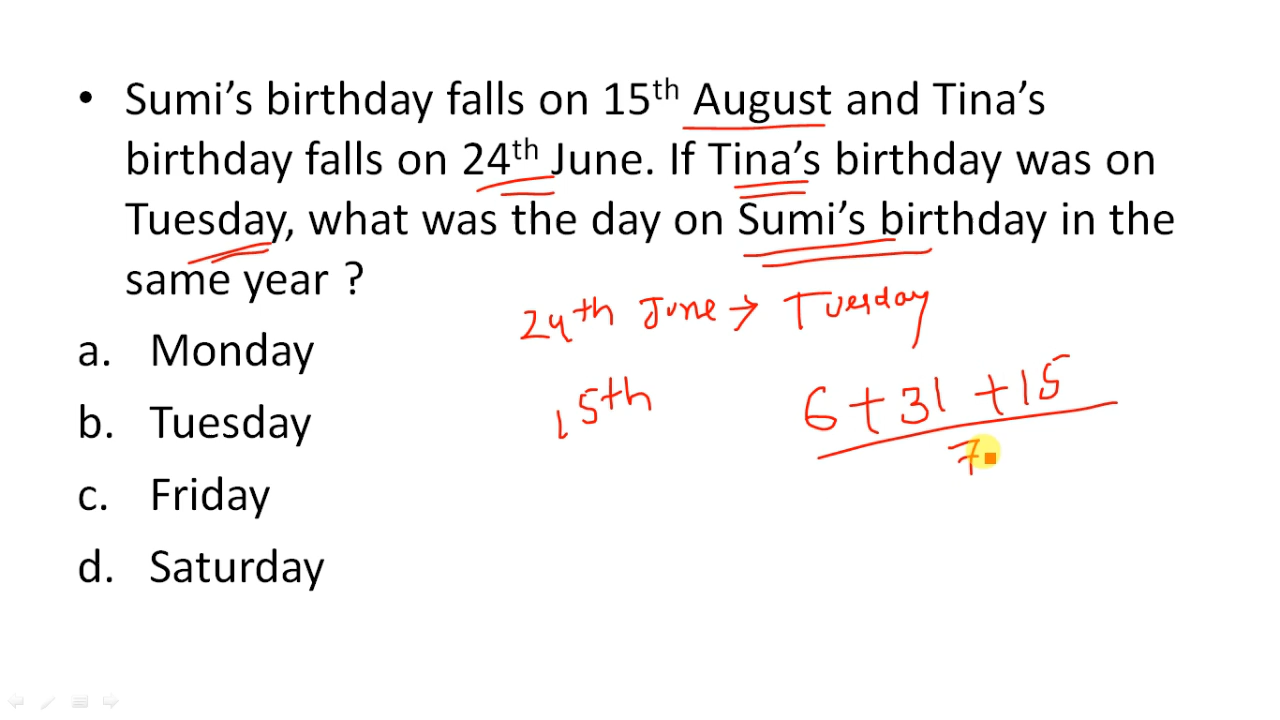 • Sumi’s birthday falls on 15th August and Tina’s
birthday falls on 24th June. If Tina’s birthday was on
Tuesday, what was the day on Sumi’s birthday in the
same year ?
24th June → Tuesday
a. Monday
15th 6 + 31 + 15
b. Tuesday
7
c. Friday
d. Saturday